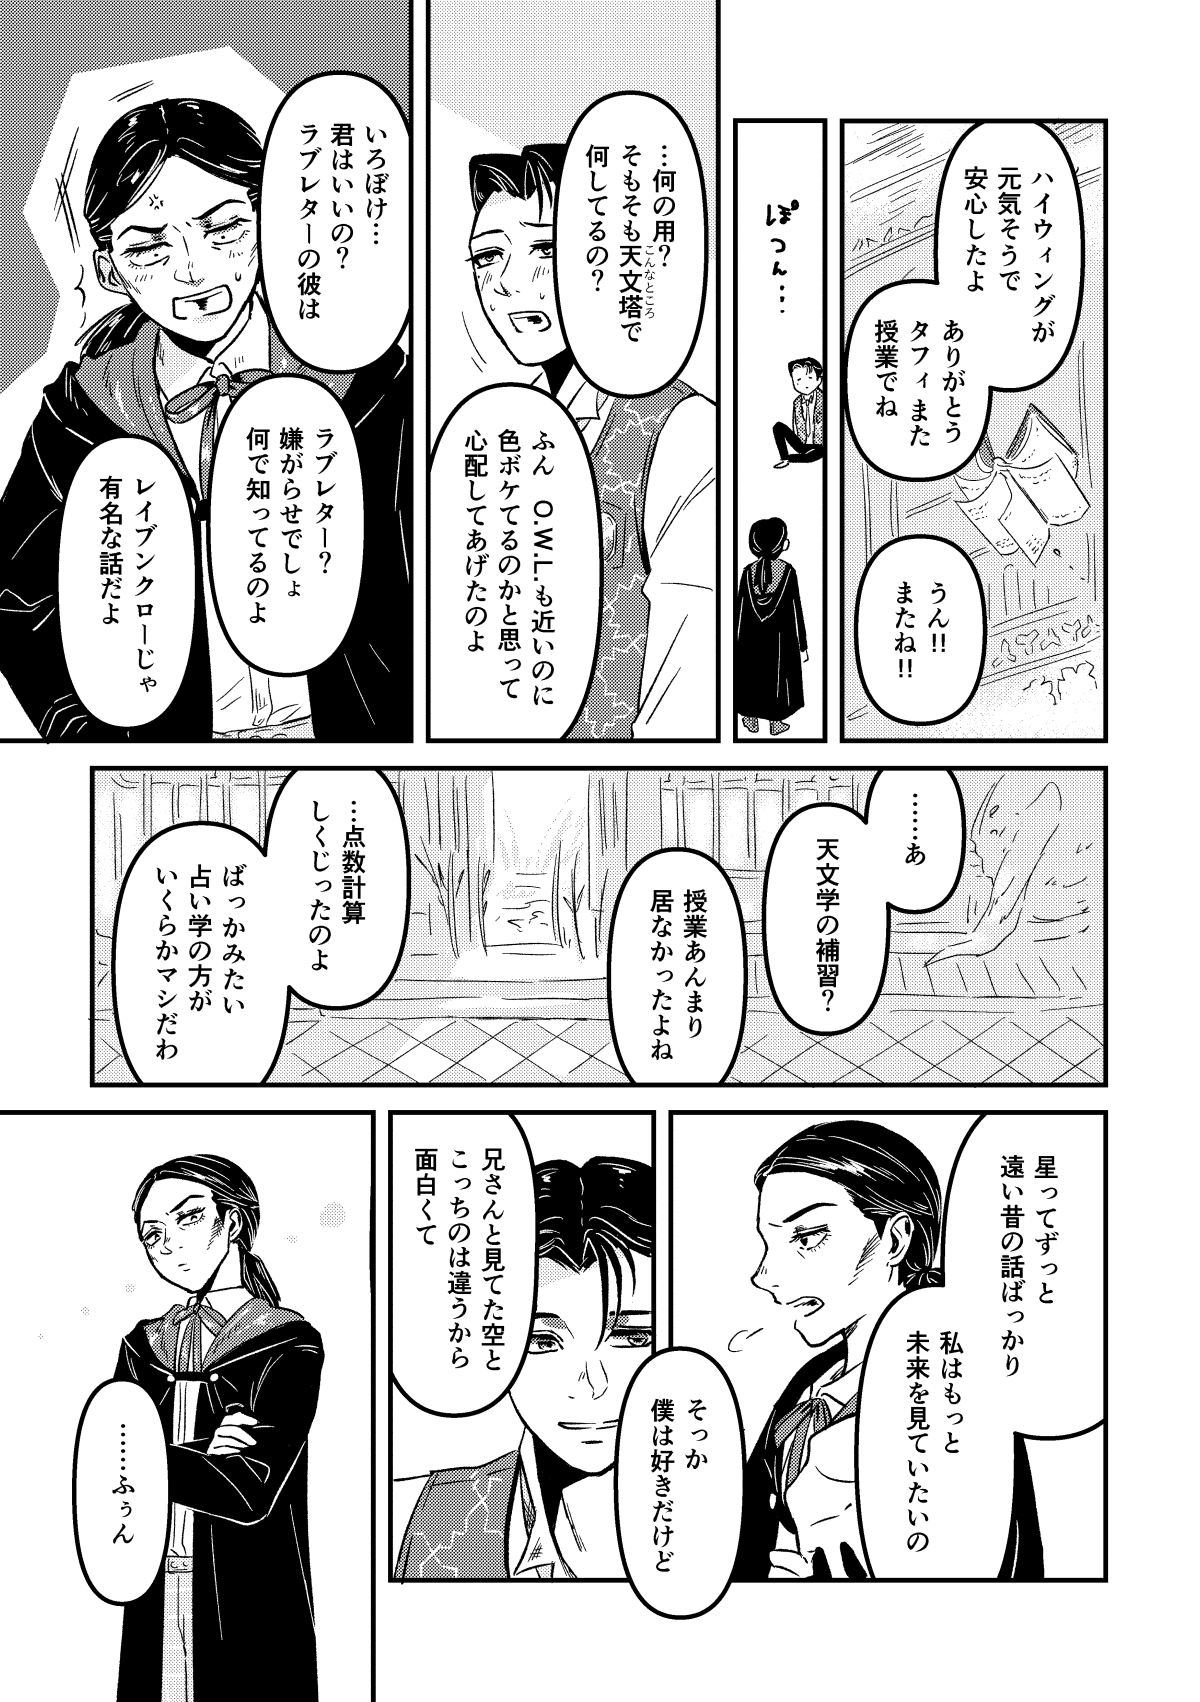 ハイウィングが
元気そうで
安心したよ
ありがとう
タフィ また
授業でね
うん!!
またね!!
ぽつん…
…何の用?
そもそも天文塔で
こんなところ
何してるの?
ふん O.W.L.も近いのに
色ボケてるのかと思って
心配してあげたのよ
いろぼけ…
君はいいの?
ラブレターの彼は
ラブレター?
嫌がらせでしょ
何で知ってるのよ
レイブンクローじゃ
有名な話だよ
……あ
天文学の補習?
授業あんまり
居なかったよね
…点数計算
しくじったのよ
ばっかみたい
占い学の方が
いくらかマシだわ
星ってずっと
遠い昔の話ばっかり
私はもっと
未来を見ていたいの
そっか
僕は好きだけど
兄さんと見てた空と
こっちのは違うから
面白くて
……ふぅん